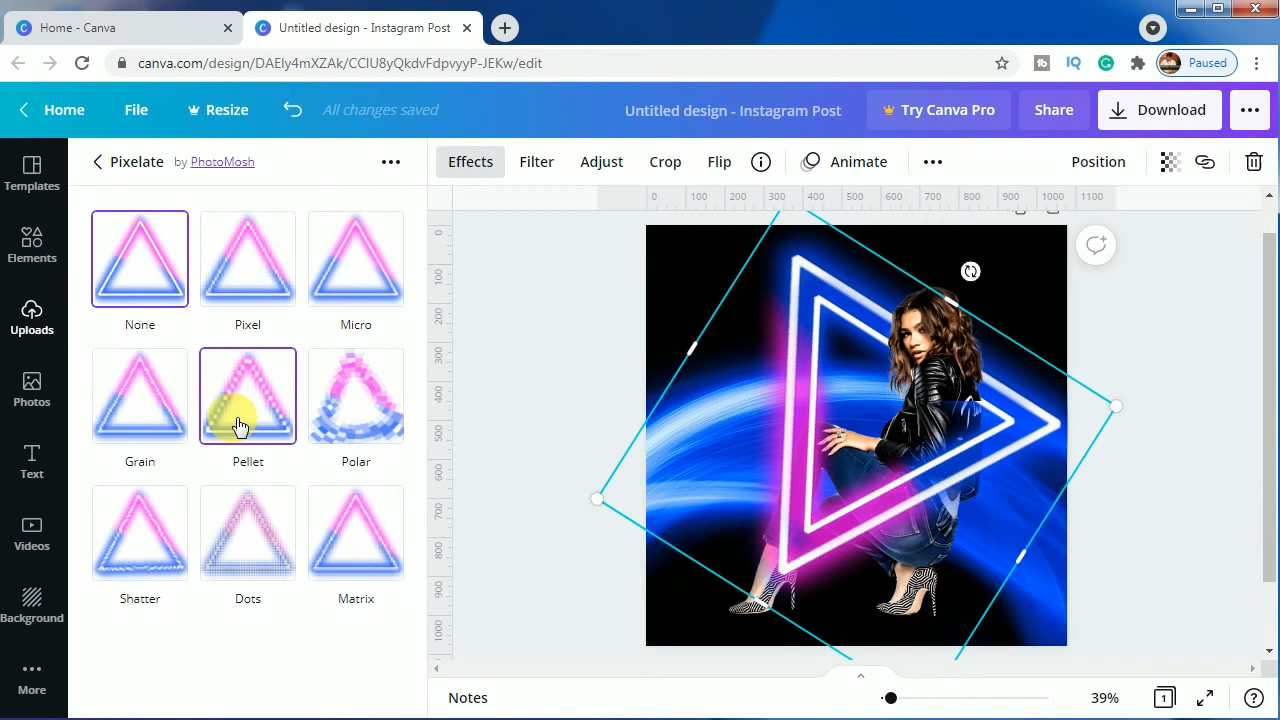 Home - Canva
Untitled design - Instagram Post
canva.com/design/DAEly4mXZAk/CClU8yQkdvFdpvyyP-JEKw/edit
Paused
Home
File
Resize
All changes saved
Untitled design - Instagram Post
Try Canva Pro
Share
Download
Templates
Elements
Uploads
Photos
Text
Videos
Background
More
Pixelate by PhotoMosh
None
Pixel
Micro
Grain
Pellet
Polar
Shatter
Dots
Matrix
Effects
Filter
Adjust
Crop
Flip
Animate
Position
0 100 200 300 400 500 600 700 800 900 1000 1100
0
100
200
300
400
500
600
700
800
900
1000
Notes
39%
1